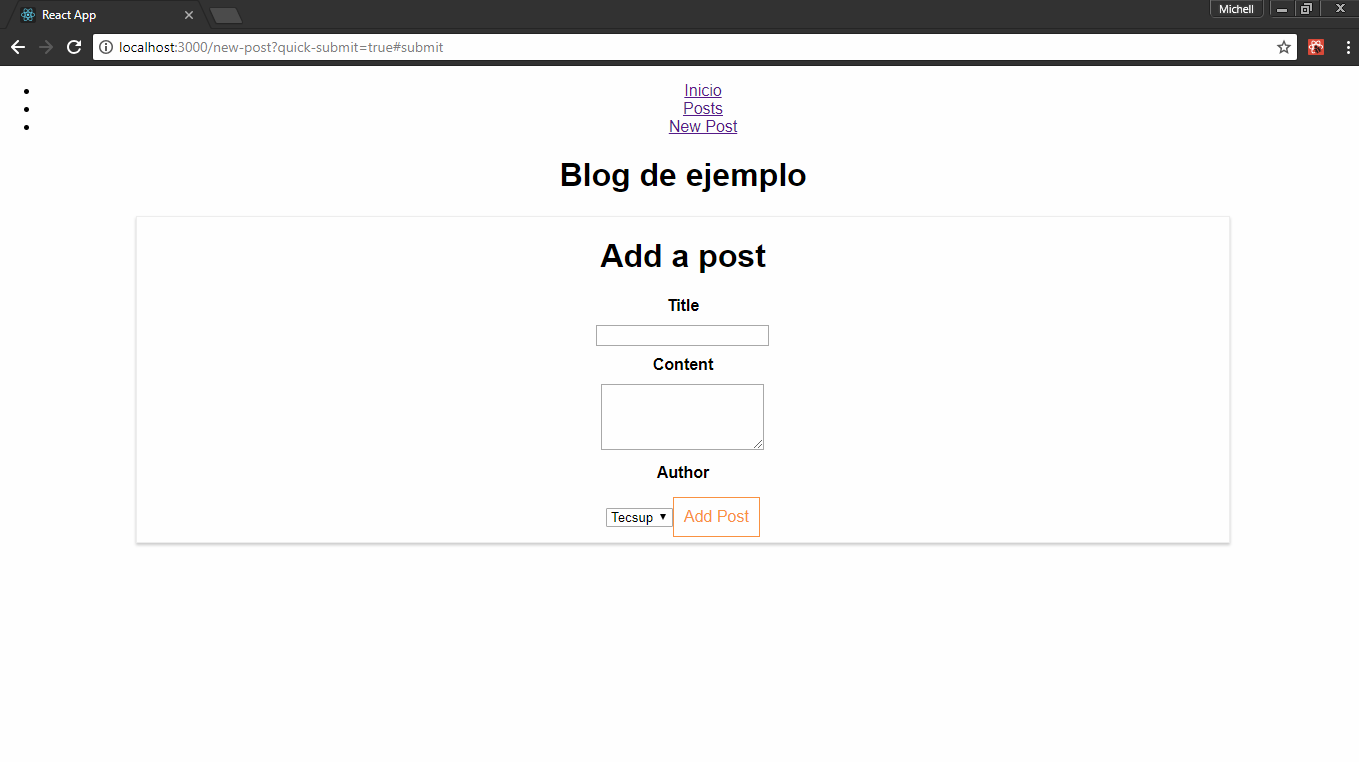 React App
Michell
localhost:3000/new-post?quick-submit=true#submit
Inicio
Posts
New Post
Blog de ejemplo
Add a post
Title
Content
Author
Tecsup Add Post